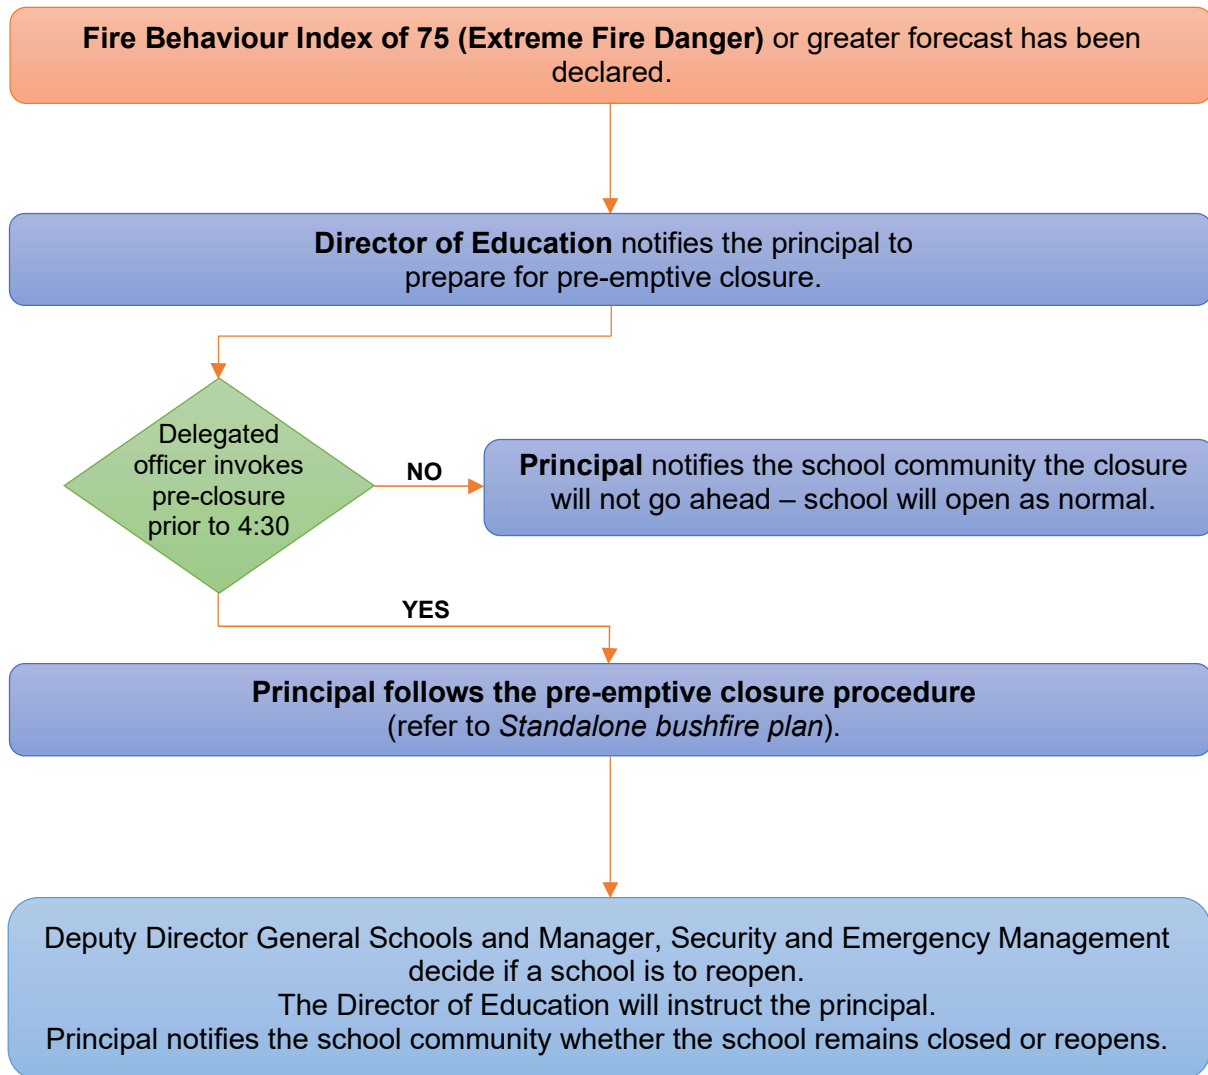 Fire Behaviour Index of 75 (Extreme Fire Danger) or greater forecast has been
declared.
Director of Education notifies the principal to
prepare for pre-emptive closure.
Delegated
officer invokes
pre-closure
prior to 4:30
NO
Principal notifies the school community the closure
will not go ahead – school will open as normal.
YES
Principal follows the pre-emptive closure procedure
(refer to Standalone bushfire plan).
Deputy Director General Schools and Manager, Security and Emergency Management
decide if a school is to reopen.
The Director of Education will instruct the principal.
Principal notifies the school community whether the school remains closed or reopens.